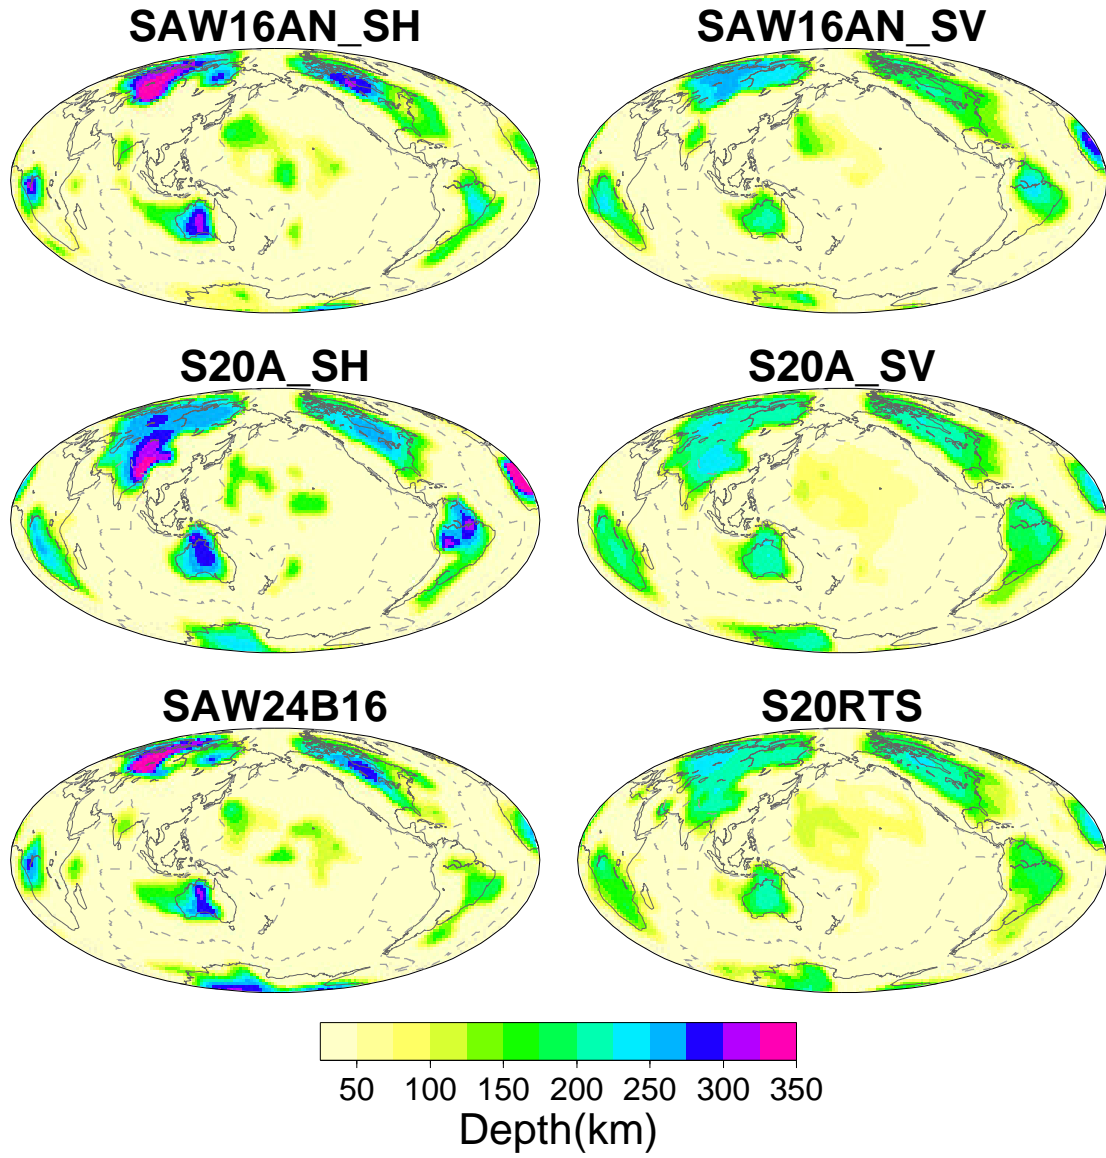 SAW16AN_SH SAW16AN_SV
S20A_SH S20A_SV
SAW24B16 S20RTS
50 100 150 200 250 300 350
Depth(km)